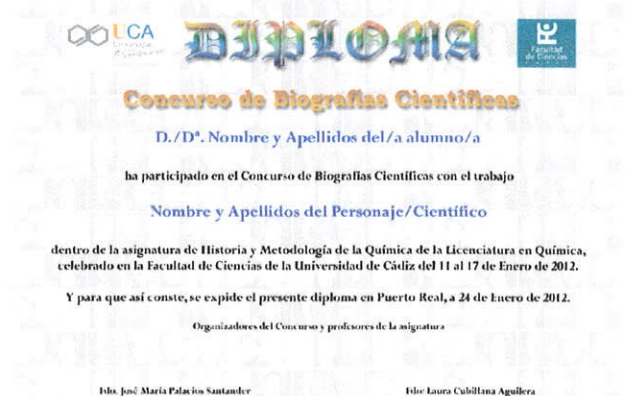 UCA
DIPLOMA
Facultad
de Ciencias
Concurso de Biografías Científicas
D./Dª. Nombre y Apellidos del/a alumno/a
ha participado en el Concurso de Biografías Científicas con el trabajo
Nombre y Apellidos del Personaje/Científico
dentro de la asignatura de Historia y Metodología de la Química de la Licenciatura en Química,
celebrado en la Facultad de Ciencias de la Universidad de Cádiz del 11 al 17 de Enero de 2012.
Y para que así conste, se expide el presente diploma en Puerto Real, a 24 de Enero de 2012.
Organizadores del Concurso y profesores de la asignatura
Fdo. José María Palacios Santander
Fdo: Laura Cubillana Aguilera